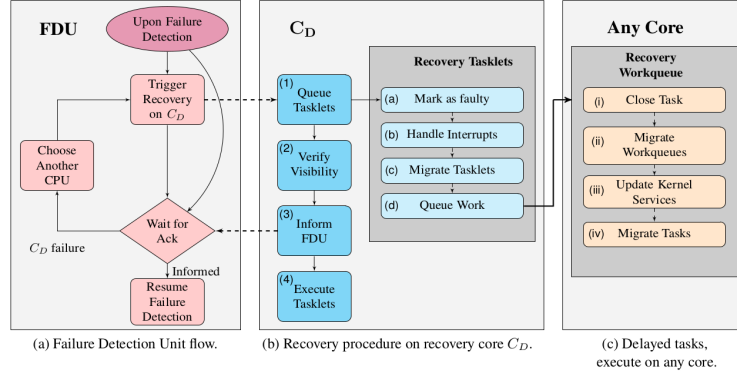 FDU
Upon Failure
Detection
Trigger
Recovery
on C_D
Choose
Another
CPU
Wait for
Ack
C_D failure
Informed
Resume
Failure
Detection
(a) Failure Detection Unit flow.
C_D
(1)
Queue
Tasklets
(2)
Verify
Visibility
(3)
Inform
FDU
(4)
Execute
Tasklets
Recovery Tasklets
(a) Mark as faulty
(b) Handle Interrupts
(c) Migrate Tasklets
(d) Queue Work
(b) Recovery procedure on recovery core C_D.
Any Core
Recovery
Workqueue
(i) Close Task
(ii) Migrate
Workqueues
(iii) Update Kernel
Services
(iv) Migrate Tasks
(c) Delayed tasks,
execute on any core.